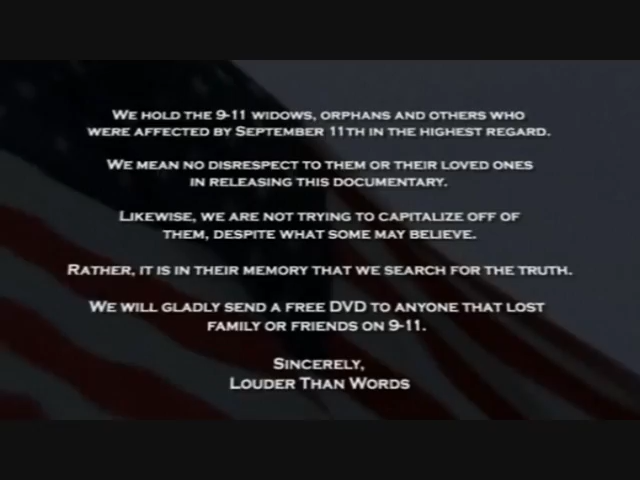 We hold the 9-11 widows, orphans and others who
were affected by September 11th in the highest regard.
We mean no disrespect to them or their loved ones
in releasing this documentary.
Likewise, we are not trying to capitalize off of
them, despite what some may believe.
Rather, it is in their memory that we search for the truth.
We will gladly send a free DVD to anyone that lost
family or friends on 9-11.
Sincerely,
Louder Than Words